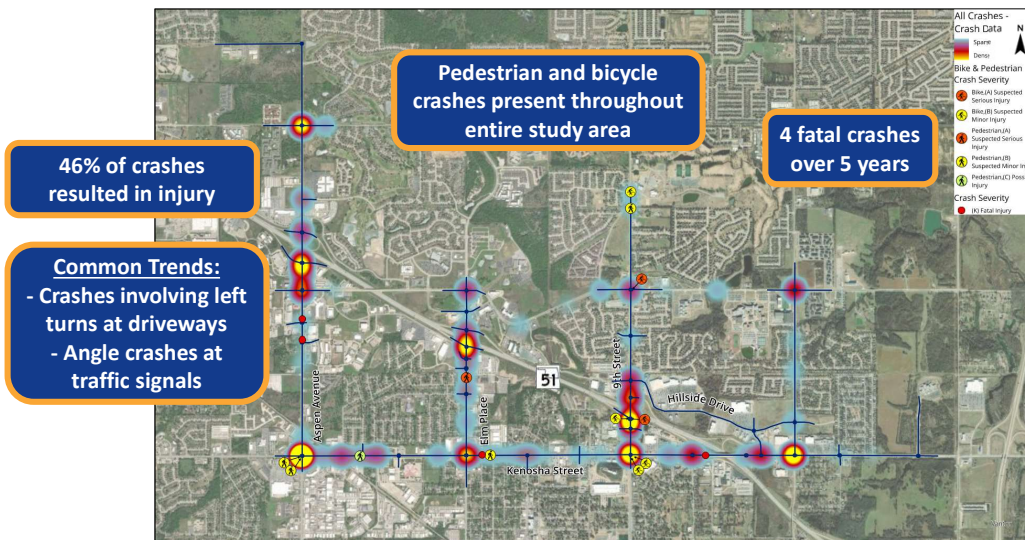 Pedestrian and bicycle
crashes present throughout
entire study area
4 fatal crashes
over 5 years
46% of crashes
resulted in injury
Common Trends:
- Crashes involving left
turns at driveways
- Angle crashes at
traffic signals
All Crashes -
Crash Data
N
Sparse
Dense
Bike & Pedestrian
Crash Severity
Bike,(A) Suspected
Serious Injury
Bike,(B) Suspected
Minor Injury
Pedestrian,(A)
Suspected Serious
Injury
Pedestrian,(B)
Suspected Minor In
Pedestrian,(C) Poss
Injury
Crash Severity
(K) Fatal Injury
Aspen Avenue
Elm Place
51
9th Street
Hillside Drive
Kenosha Street